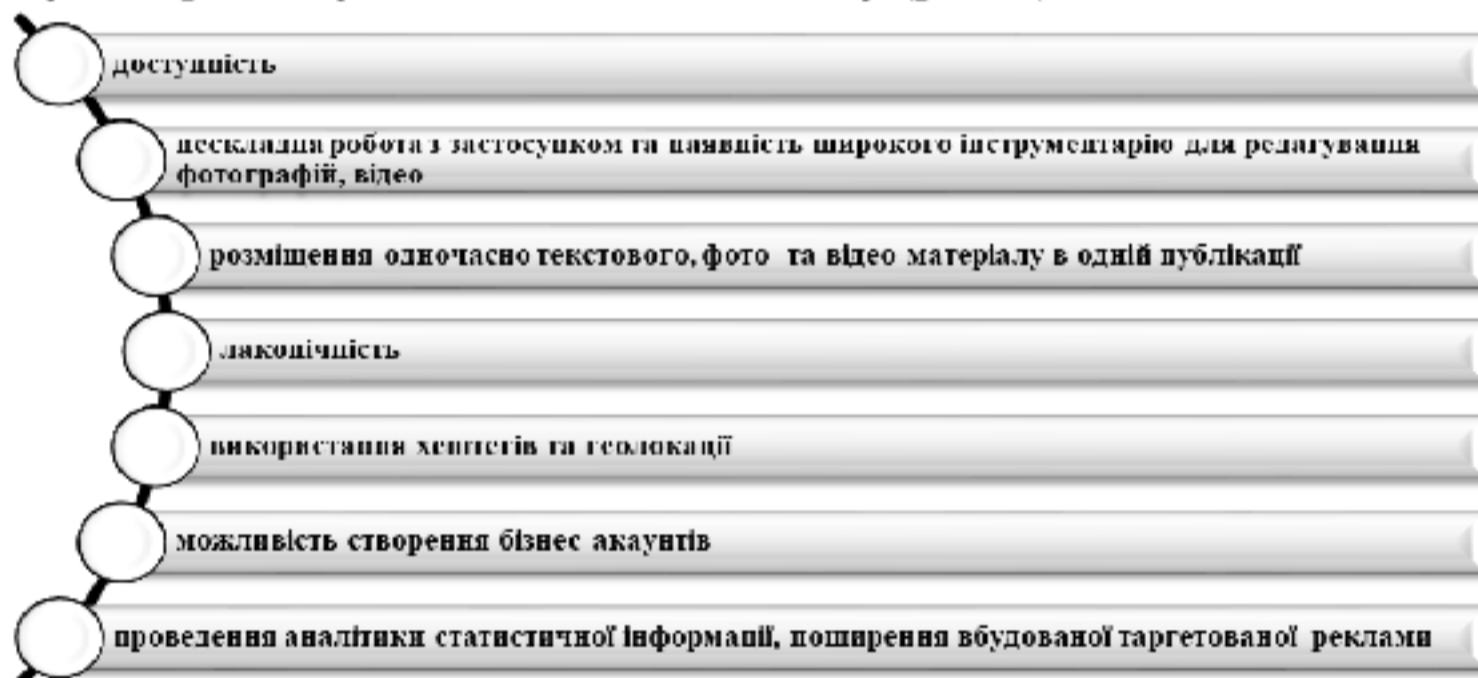 доступність
нескладна робота з застосунком та наявність широкого інструментарію для редагування
фотографій, відео
розміщення одночасно текстового, фото та відео матеріалу в одній публікації
лаконічність
використання хештегів та геолокації
можливість створення бізнес акаунтів
проведення аналітики статистичної інформації, поширення вбудованої таргетованої реклами